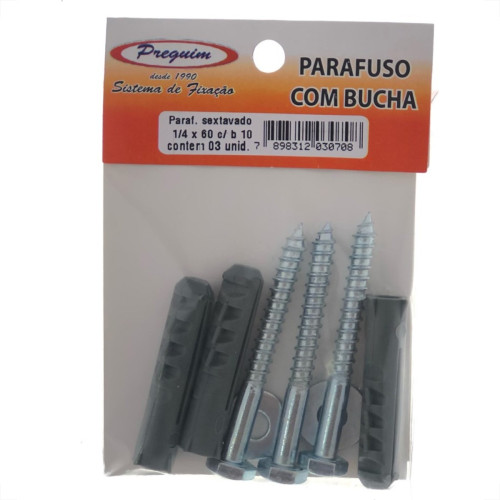 Preguim
desde 1990
Sistema de Fixação
PARAFUSO
COM BUCHA
Paraf. sextavado
1/4 x 60 c/ b 10
conter1 03 unid.
7 898312 030708